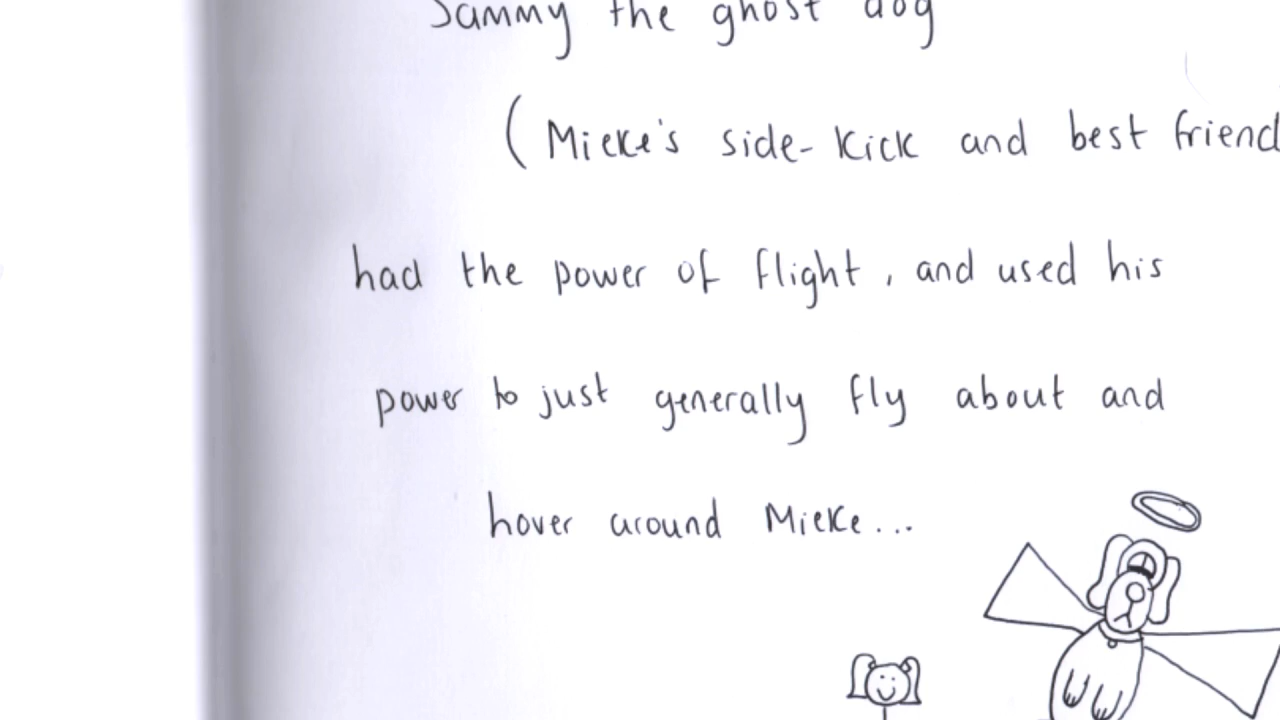 Sammy the ghost dog
(Mieke's side-kick and best friend
had the power of flight, and used his
power to just generally fly about and
hover around Mieke...